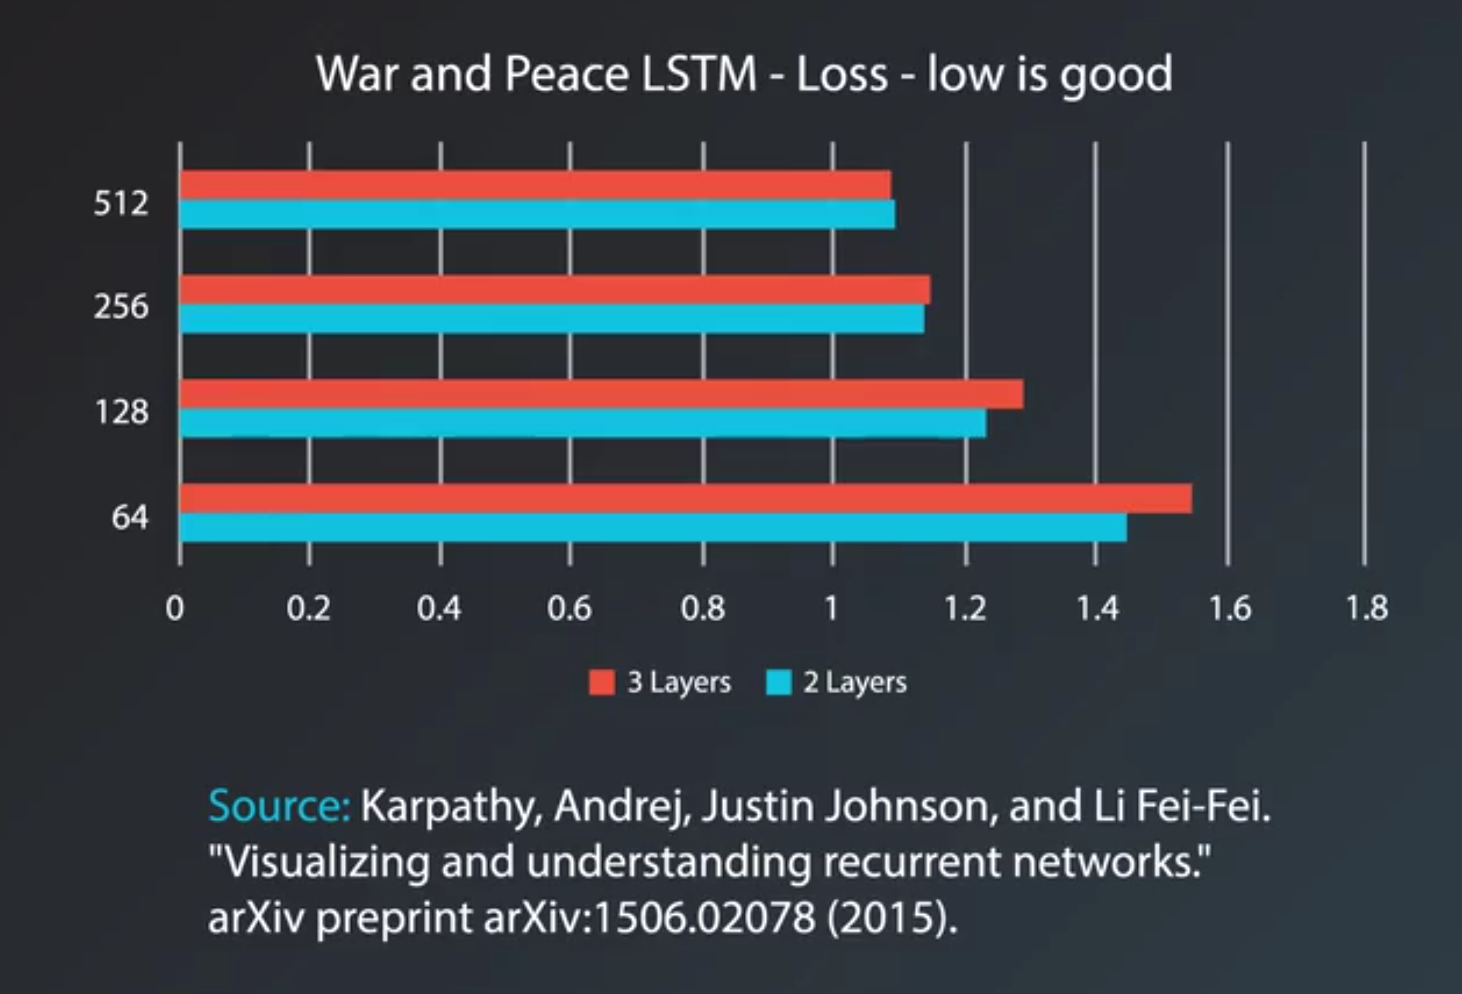 War and Peace LSTM - Loss - low is good
512
256
128
64
0 0.2 0.4 0.6 0.8 1 1.2 1.4 1.6 1.8
3 Layers 2 Layers
Source: Karpathy, Andrej, Justin Johnson, and Li Fei-Fei.
"Visualizing and understanding recurrent networks."
arXiv preprint arXiv:1506.02078 (2015).